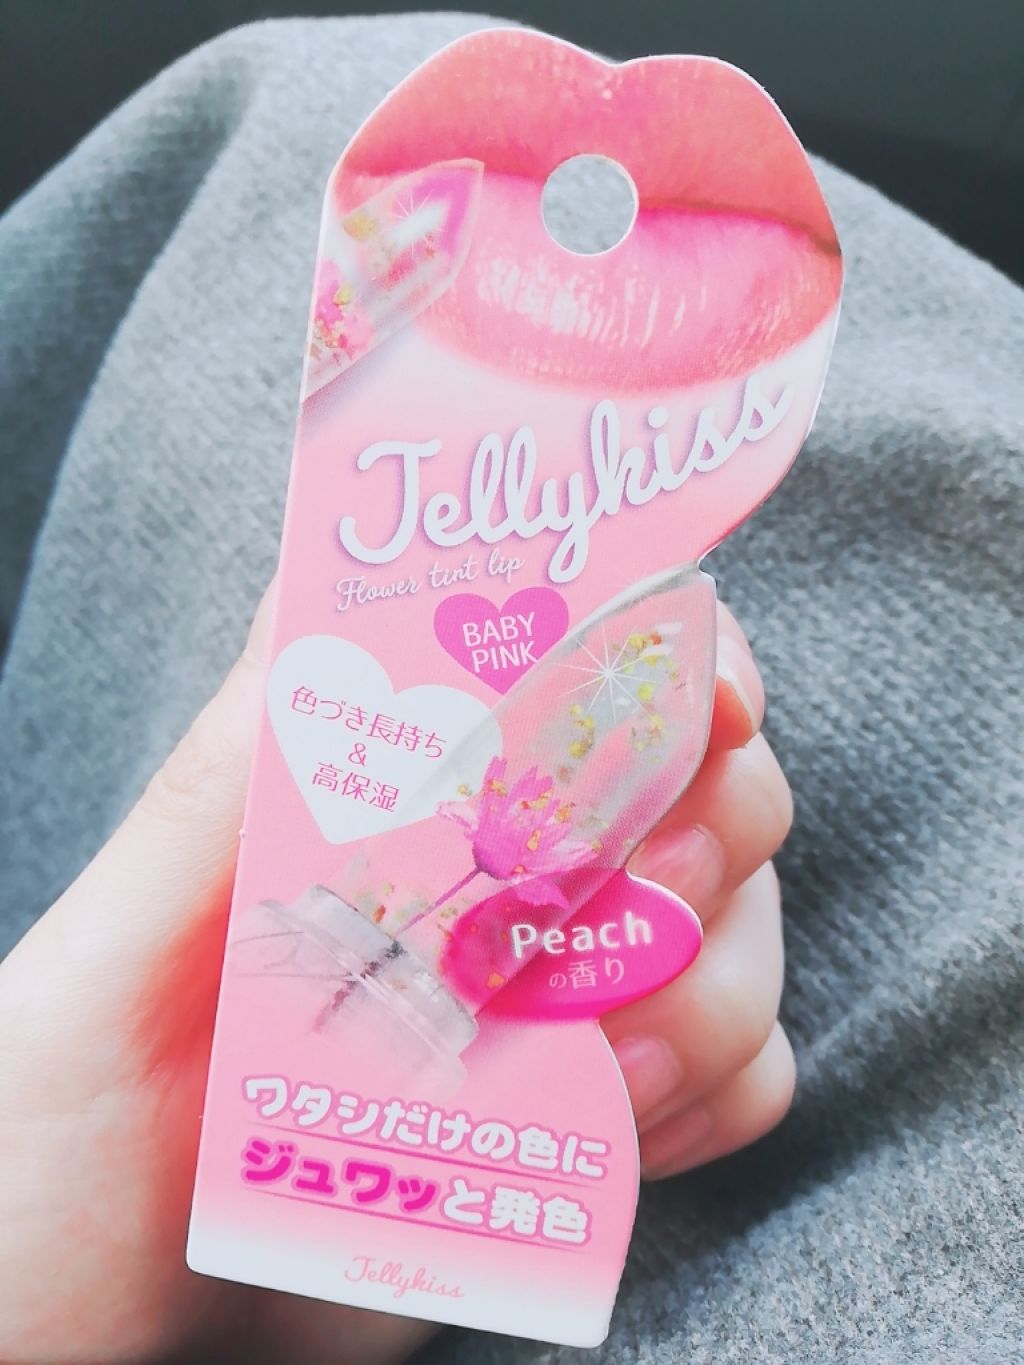 Jellykiss
Flower tint lip
BABY
PINK
色づき長持ち
&
高保湿
Peach
の香り
ワタシだけの色に
ジュワッと発色
Jellykiss